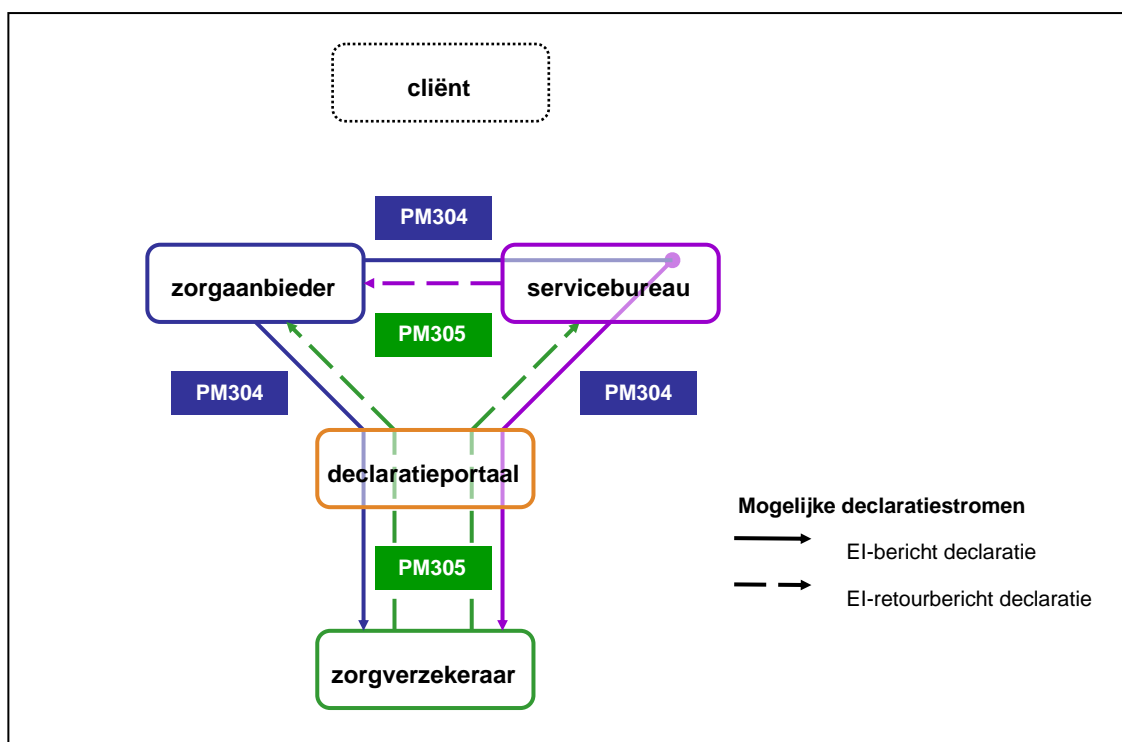 cliënt
PM304
zorgaanbieder
servicebureau
PM305
PM304
PM304
declaratieportaal
Mogelijke declaratiestromen
EI-bericht declaratie
PM305
EI-retourbericht declaratie
zorgverzekeraar